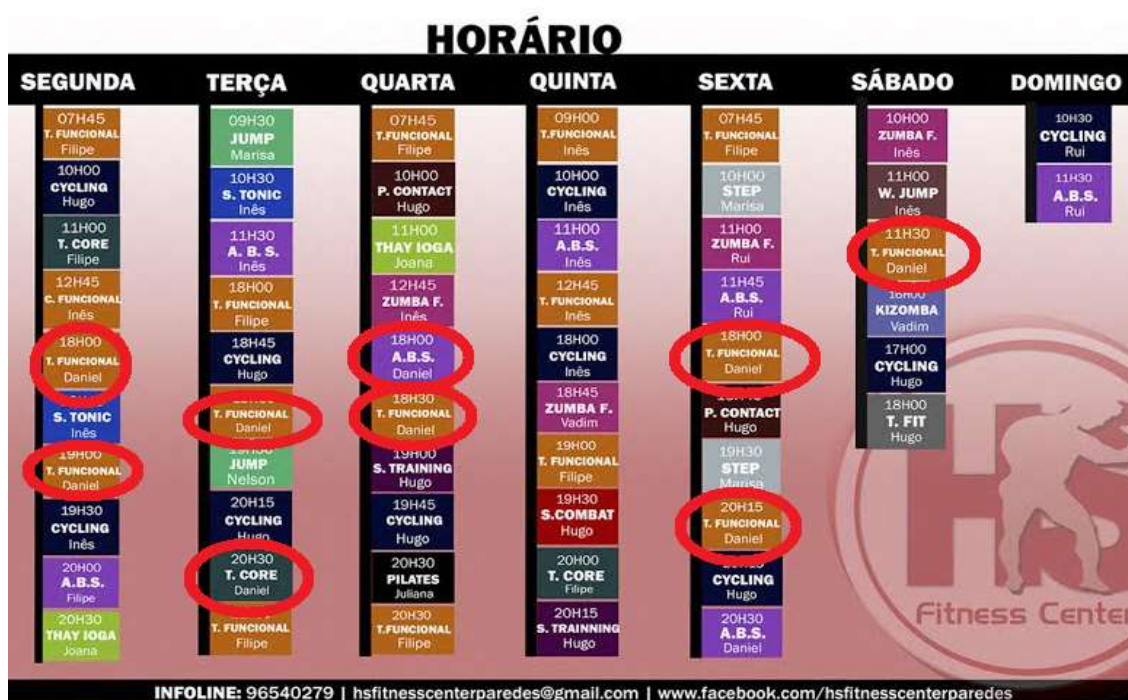 HORÁRIO
SEGUNDA
07H45
T. FUNCIONAL
Filipe
10H00
CYCLING
Hugo
11H00
T. CORE
Filipe
12H45
C. FUNCIONAL
Inês
18H00
T. FUNCIONAL
Daniel
S. TONIC
Inês
19H00
T. FUNCIONAL
Daniel
19H30
CYCLING
Inês
20H00
A.B.S.
Filipe
20H30
THAY IOGA
Joana
TERÇA
09H30
JUMP
Marisa
10H30
S. TONIC
Inês
11H30
A. B. S.
Inês
18H00
T. FUNCIONAL
Filipe
18H45
CYCLING
Hugo
T. FUNCIONAL
Daniel
19H30
JUMP
Nelson
20H15
CYCLING
Hugo
20H30
T. CORE
Daniel
T. FUNCIONAL
Filipe
QUARTA
07H45
T.FUNCIONAL
Filipe
10H00
P. CONTACT
Hugo
11H00
THAY IOGA
Joana
12H45
ZUMBA F.
Inês
18H00
A.B.S.
Daniel
18H30
T. FUNCIONAL
Daniel
19H00
S. TRAINING
Hugo
19H45
CYCLING
Hugo
20H30
PILATES
Juliana
20H30
T.FUNCIONAL
Filipe
QUINTA
09H00
T.FUNCIONAL
Inês
10H00
CYCLING
Inês
11H00
A.B.S.
Inês
12H45
T. FUNCIONAL
Inês
18H00
CYCLING
Inês
18H45
ZUMBA F.
Vadim
19H00
T. FUNCIONAL
Filipe
19H30
S.COMBAT
Hugo
20H00
T. CORE
Filipe
20H15
S. TRAINNING
Hugo
SEXTA
07H45
T. FUNCIONAL
Filipe
10H00
STEP
Marisa
11H00
ZUMBA F.
Rui
11H45
A.B.S.
Rui
18H00
T. FUNCIONAL
Daniel
P. CONTACT
Hugo
19H30
STEP
Marisa
20H15
T. FUNCIONAL
Daniel
CYCLING
Hugo
20H30
A.B.S.
Daniel
SÁBADO
10H00
ZUMBA F.
Inês
11H00
W. JUMP
Inês
11H30
T. FUNCIONAL
Daniel
16H00
KIZOMBA
Vadim
17H00
CYCLING
Hugo
18H00
T. FIT
Hugo
DOMINGO
10H30
CYCLING
Rui
11H30
A.B.S.
Rui
HS
Fitness Center
INFOLINE: 96540279 | hsfitnesscenterparedes@gmail.com | www.facebook.com/hsfitnesscenterparedes